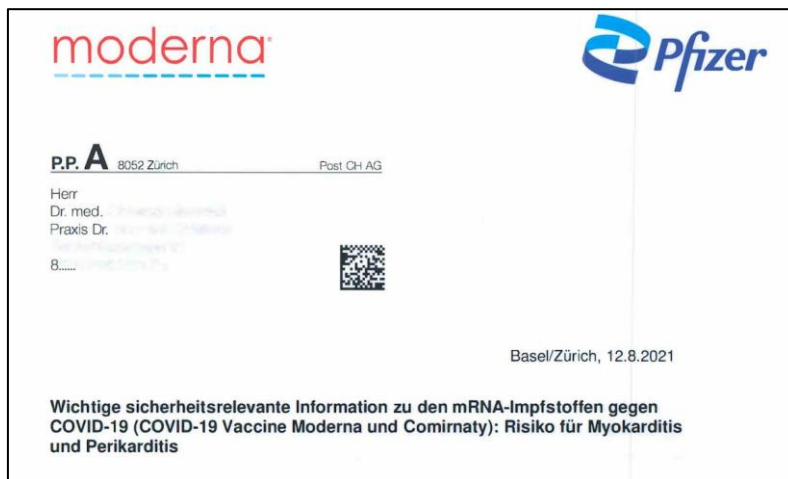 moderna
Pfizer
P.P. A 8052 Zürich Post CH AG
Herr
Dr. med.
Praxis Dr.
8......
Basel/Zürich, 12.8.2021
Wichtige sicherheitsrelevante Information zu den mRNA-Impfstoffen gegen
COVID-19 (COVID-19 Vaccine Moderna und Comirnaty): Risiko für Myokarditis
und Perikarditis